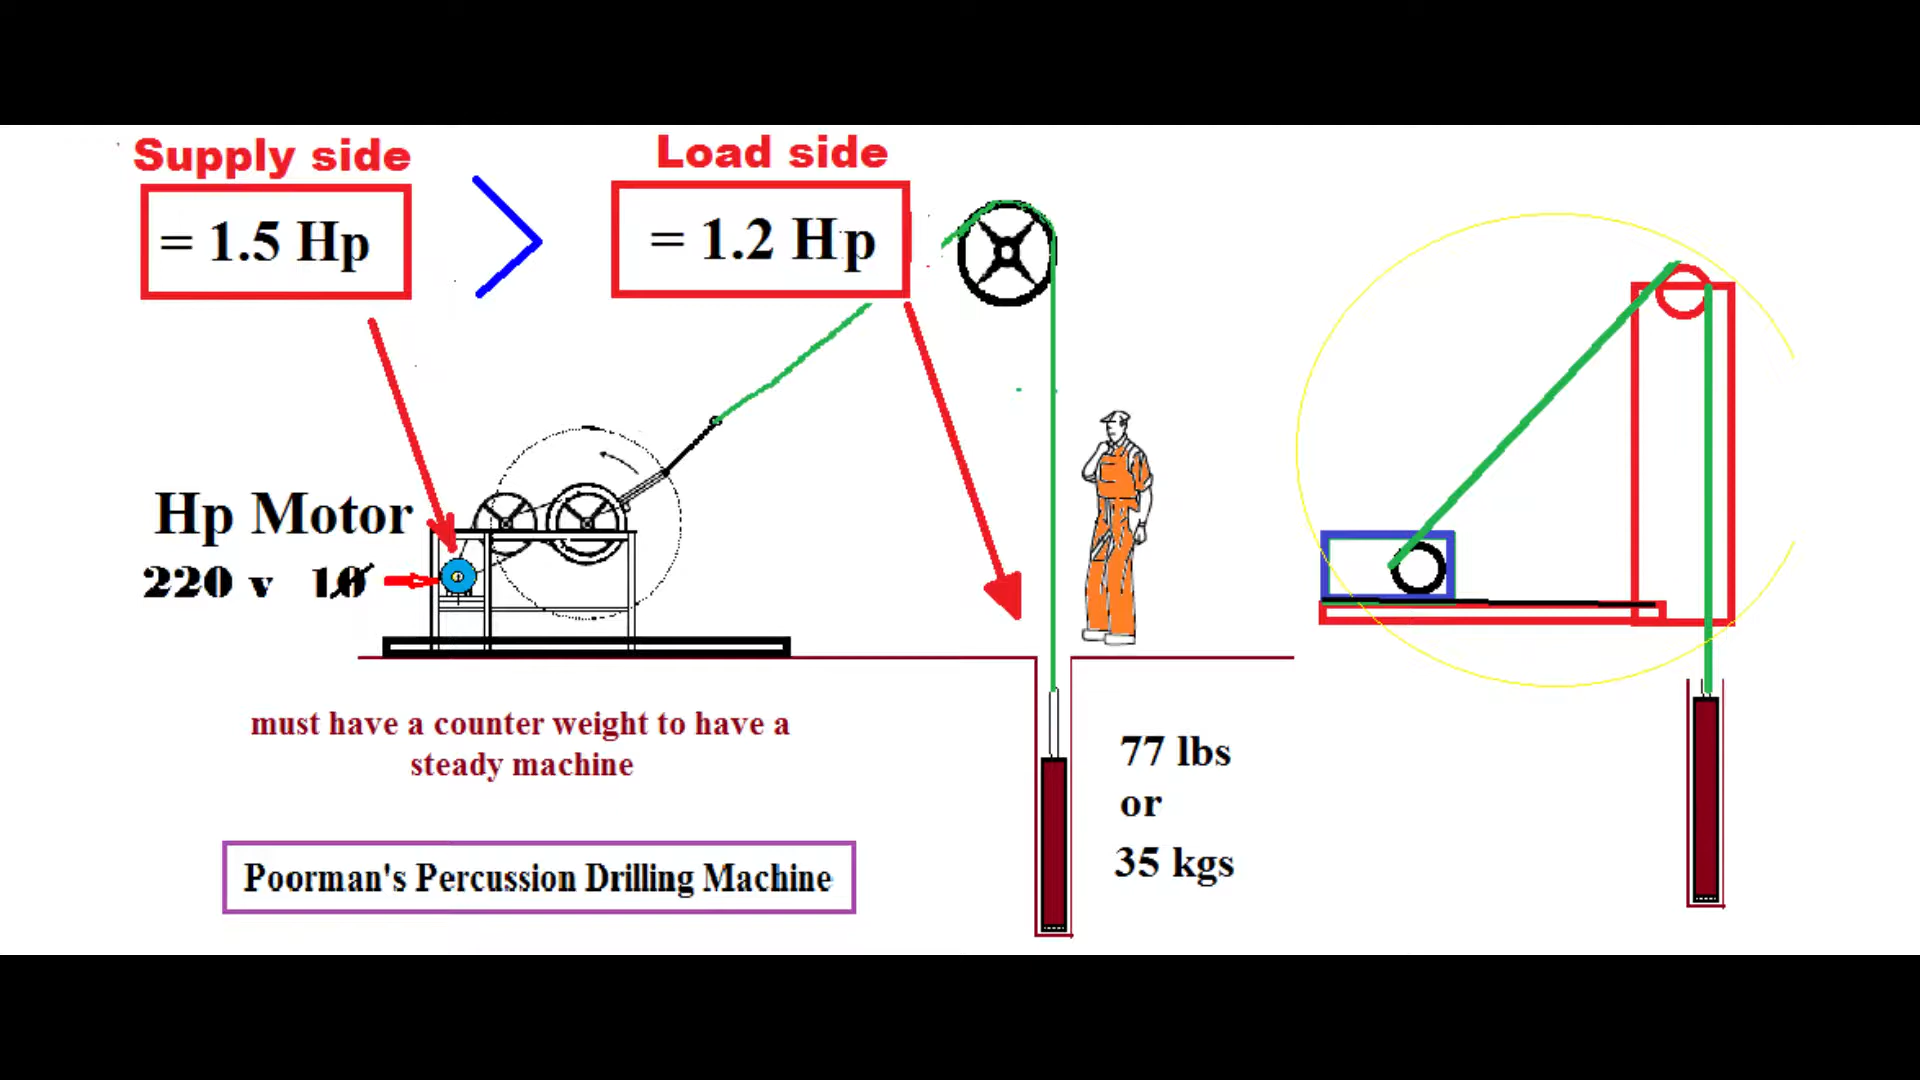 Supply side
= 1.5 Hp
>
Load side
= 1.2 Hp
Hp Motor
220 v 1Ø
must have a counter weight to have a
steady machine
Poorman's Percussion Drilling Machine
77 lbs
or
35 kgs